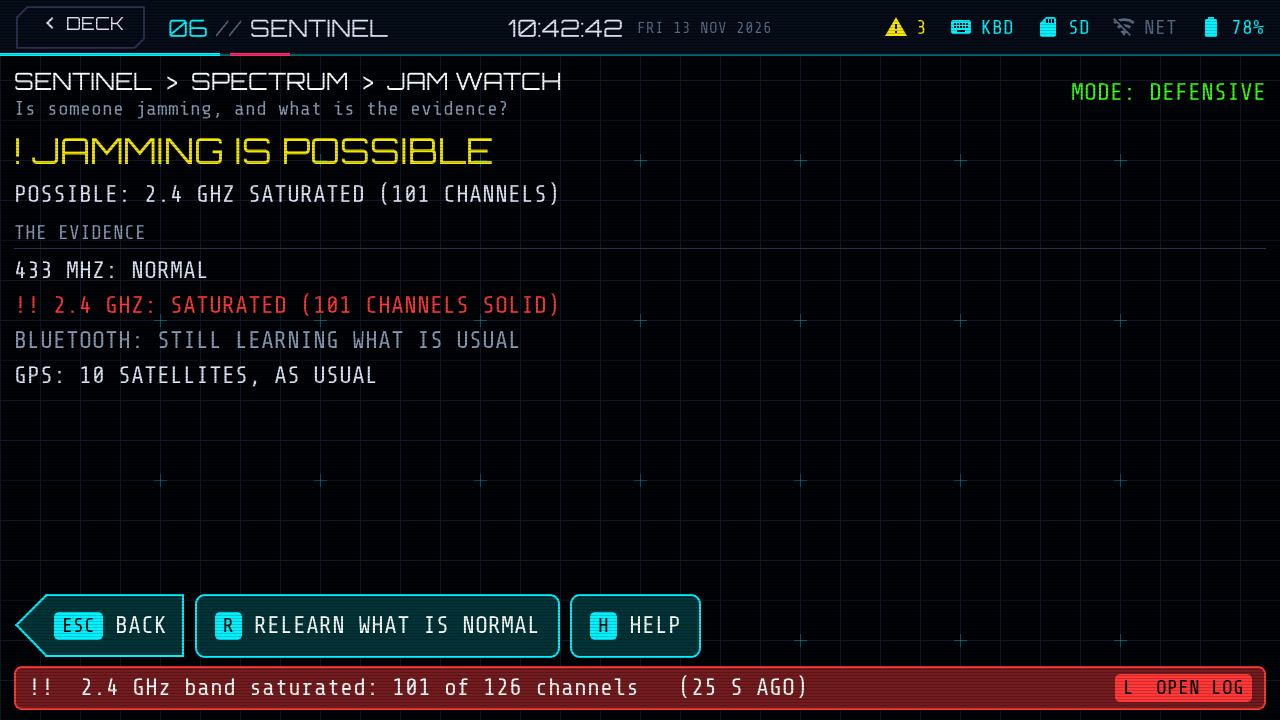 < DECK
06 // SENTINEL
10:42:42 FRI 13 NOV 2026
3 KBD SD NET 78%
SENTINEL > SPECTRUM > JAM WATCH
Is someone jamming, and what is the evidence?
MODE: DEFENSIVE
! JAMMING IS POSSIBLE
POSSIBLE: 2.4 GHZ SATURATED (101 CHANNELS)
THE EVIDENCE
433 MHZ: NORMAL
!! 2.4 GHZ: SATURATED (101 CHANNELS SOLID)
BLUETOOTH: STILL LEARNING WHAT IS USUAL
GPS: 10 SATELLITES, AS USUAL
ESC BACK
R RELEARN WHAT IS NORMAL
H HELP
!! 2.4 GHz band saturated: 101 of 126 channels (25 S AGO)
L OPEN LOG